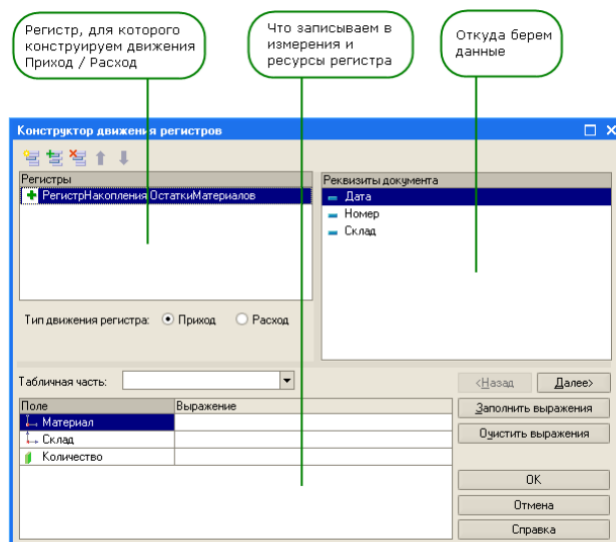 Регистр, для которого
конструируем движения
Приход / Расход
Что записываем в
измерения и
ресурсы регистра
Откуда берем
данные
Конструктор движения регистров
Регистры
РегистрНакопления.ОстаткиМатериалов
Реквизиты документа
Дата
Номер
Склад
Тип движения регистра: Приход Расход
Табличная часть:
<Назад Далее>
Поле Выражение
Материал
Склад
Количество
Заполнить выражения
Очистить выражения
OK
Отмена
Справка